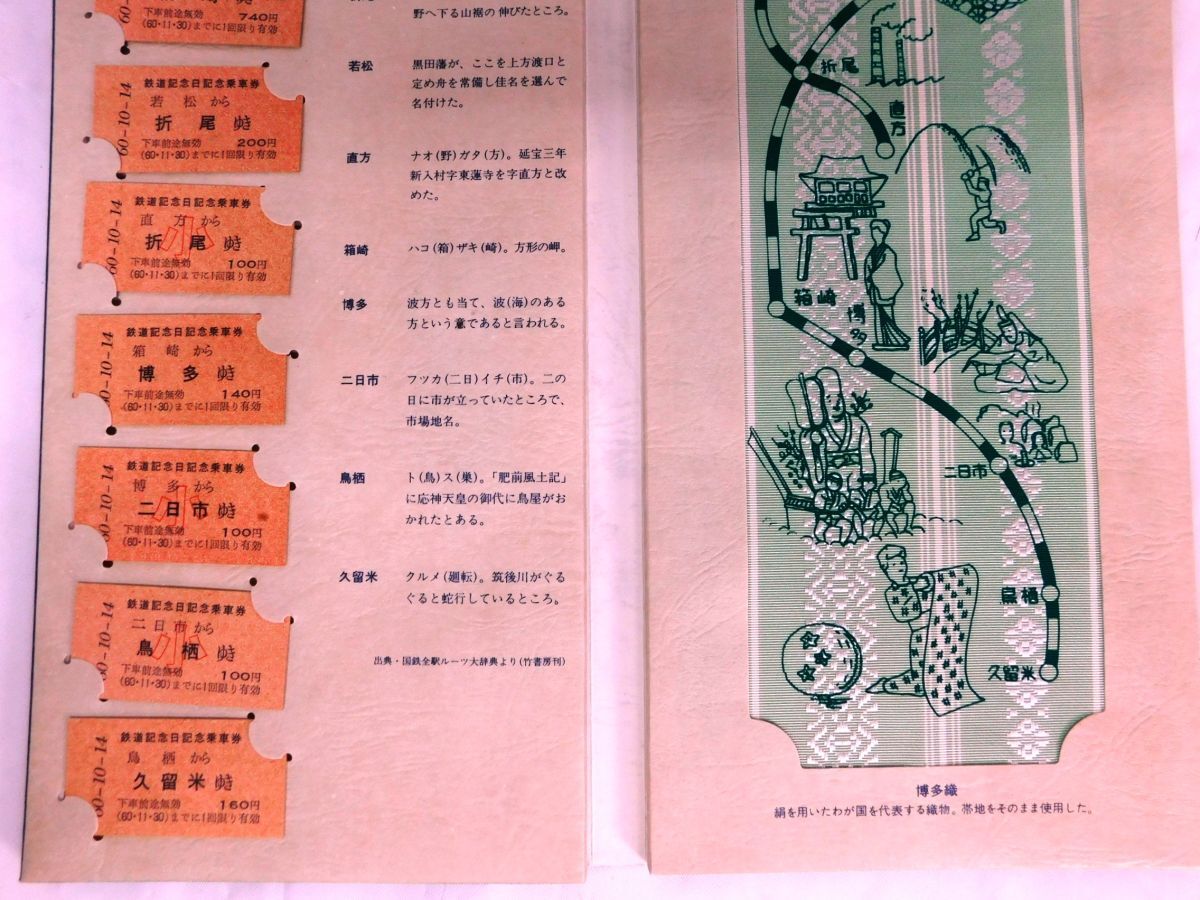 740円
下車前途無効
(60・11・30)までに1回限り有効
60-10-14
鉄道記念日記念乗車券
若松から
折尾ゆき
下車前途無効 200円
(60・11・30)までに1回限り有効
60-10-14
鉄道記念日記念乗車券
直方から
折尾ゆき
小
下車前途無効 100円
(60・11・30)までに1回限り有効
60-10-14
鉄道記念日記念乗車券
箱崎から
博多ゆき
下車前途無効 140円
(60・11・30)までに1回限り有効
60-10-14
鉄道記念日記念乗車券
博多から
二日市ゆき
小
下車前途無効 100円
(60・11・30)までに1回限り有効
60-10-14
鉄道記念日記念乗車券
二日市から
鳥栖ゆき
小
下車前途無効 100円
(60・11・30)までに1回限り有効
60-10-14
鉄道記念日記念乗車券
鳥栖から
久留米ゆき
下車前途無効 160円
(60・11・30)までに1回限り有効
60-10-14
野へ下る山裾の伸びたところ。
若松 黒田藩が、ここを上方渡口と
定め舟を常備し佳名を選んで
名付けた。
直方 ナオ(野)ガタ(方)。延宝三年
新入村字東蓮寺を字直方と改
めた。
箱崎 ハコ(箱)ザキ(崎)。方形の岬。
博多 波方とも当て、波(海)のある
方という意であると言われる。
二日市 フツカ(二日)イチ(市)。二の
日に市が立っていたところで、
市場地名。
鳥栖 ト(鳥)ス(巣)。「肥前風土記」
に応神天皇の御代に鳥屋がお
かれたとある。
久留米 クルメ(廻転)。筑後川がぐる
ぐると蛇行しているところ。
出典・国鉄全駅ルーツ大辞典より(竹書房刊)
折尾
直方
箱崎
博多
二日市
鳥栖
久留米
博多織
絹を用いたわが国を代表する織物。帯地をそのまま使用した。